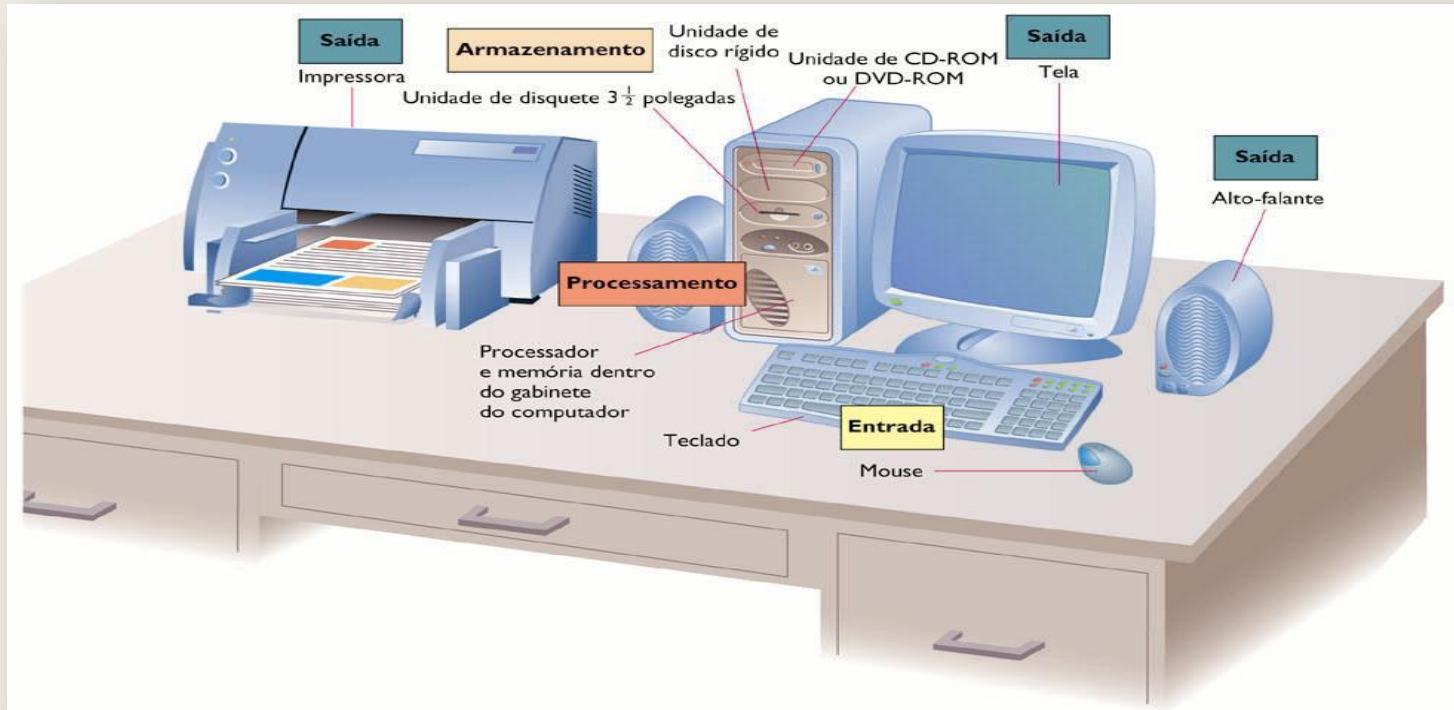 Saída
Impressora
Armazenamento
Unidade de disquete 3 ½ polegadas
Unidade de
disco rígido
Unidade de CD-ROM
ou DVD-ROM
Saída
Tela
Saída
Alto-falante
Processamento
Processador
e memória dentro
do gabinete
do computador
Teclado
Entrada
Mouse